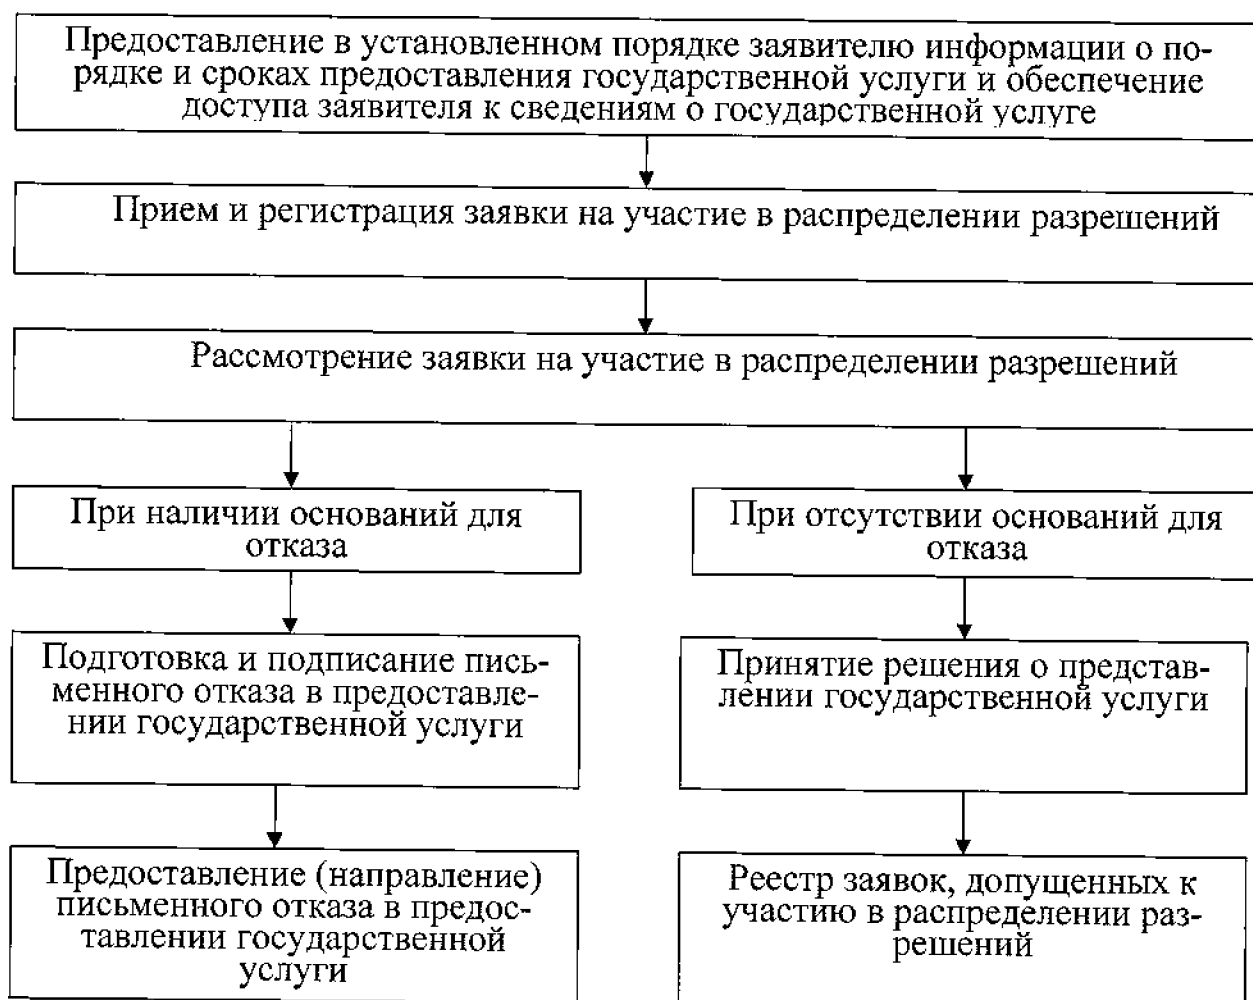 Предоставление в установленном порядке заявителю информации о по-
рядке и сроках предоставления государственной услуги и обеспечение
доступа заявителя к сведениям о государственной услуге
Прием и регистрация заявки на участие в распределении разрешений
Рассмотрение заявки на участие в распределении разрешений
При наличии оснований для
отказа
При отсутствии оснований для
отказа
Подготовка и подписание пись-
менного отказа в предоставле-
нии государственной услуги
Принятие решения о представ-
лении государственной услуги
Предоставление (направление)
письменного отказа в предос-
тавлении государственной
услуги
Реестр заявок, допущенных к
участию в распределении раз-
решений